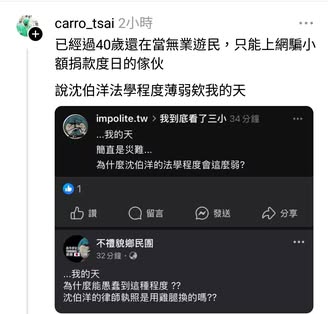 carro_tsai 2小時
已經過40歲還在當無業遊民，只能上網騙小
額捐款度日的傢伙
說沈伯洋法學程度薄弱欸我的天
impolite.tw > 我到底看了三小 34分鐘
...我的天
簡直是災難...
為什麼沈伯洋的法學程度會這麼弱?
1
讚 留言 發送 分享
不禮貌鄉民團
32分鐘
...我的天
為什麼能愚蠢到這種程度 ??
沈伯洋的律師執照是用雞腿換的嗎??